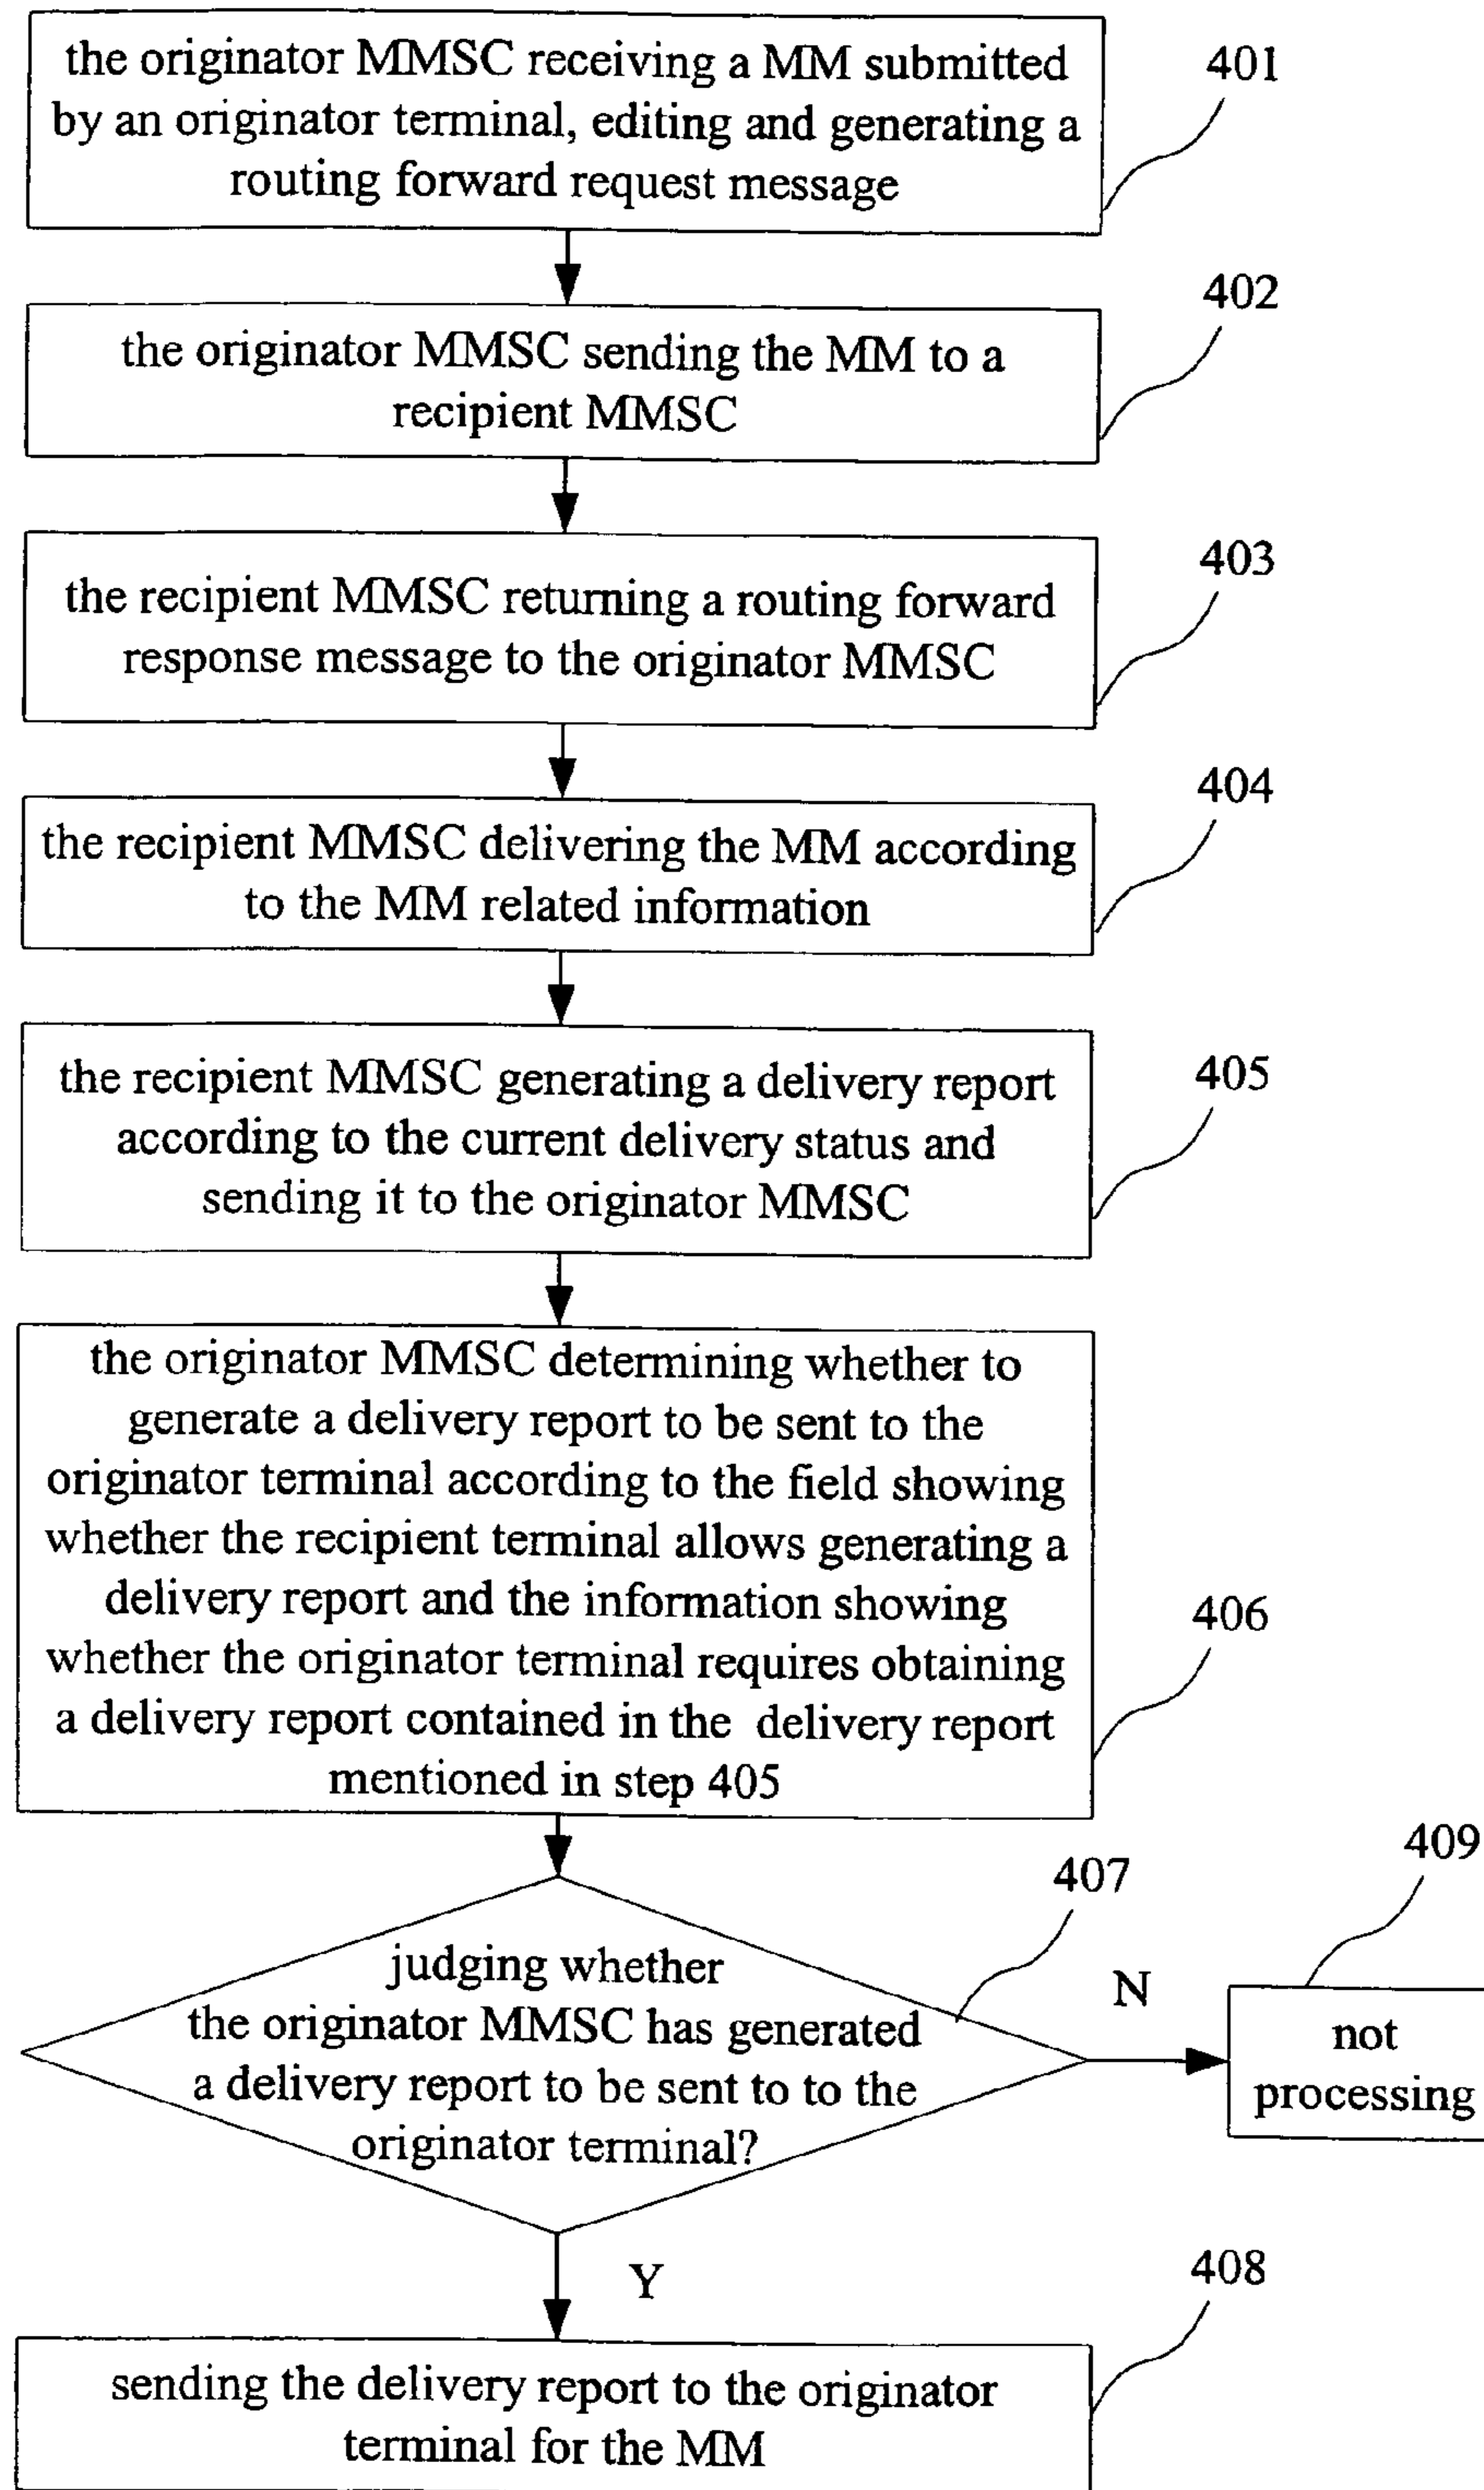 the originator MMSC receiving a MM submitted
by an originator terminal, editing and generating a
routing forward request message
401
the originator MMSC sending the MM to a
recipient MMSC
402
the recipient MMSC returning a routing forward
response message to the originator MMSC
403
the recipient MMSC delivering the MM according
to the MM related information
404
the recipient MMSC generating a delivery report
according to the current delivery status and
sending it to the originator MMSC
405
the originator MMSC determining whether to
generate a delivery report to be sent to the
originator terminal according to the field showing
whether the recipient terminal allows generating a
delivery report and the information showing
whether the originator terminal requires obtaining
a delivery report contained in the delivery report
mentioned in step 405
406
judging whether
the originator MMSC has generated
a delivery report to be sent to to the
originator terminal?
407
N
not
processing
409
Y
sending the delivery report to the originator
terminal for the MM
408